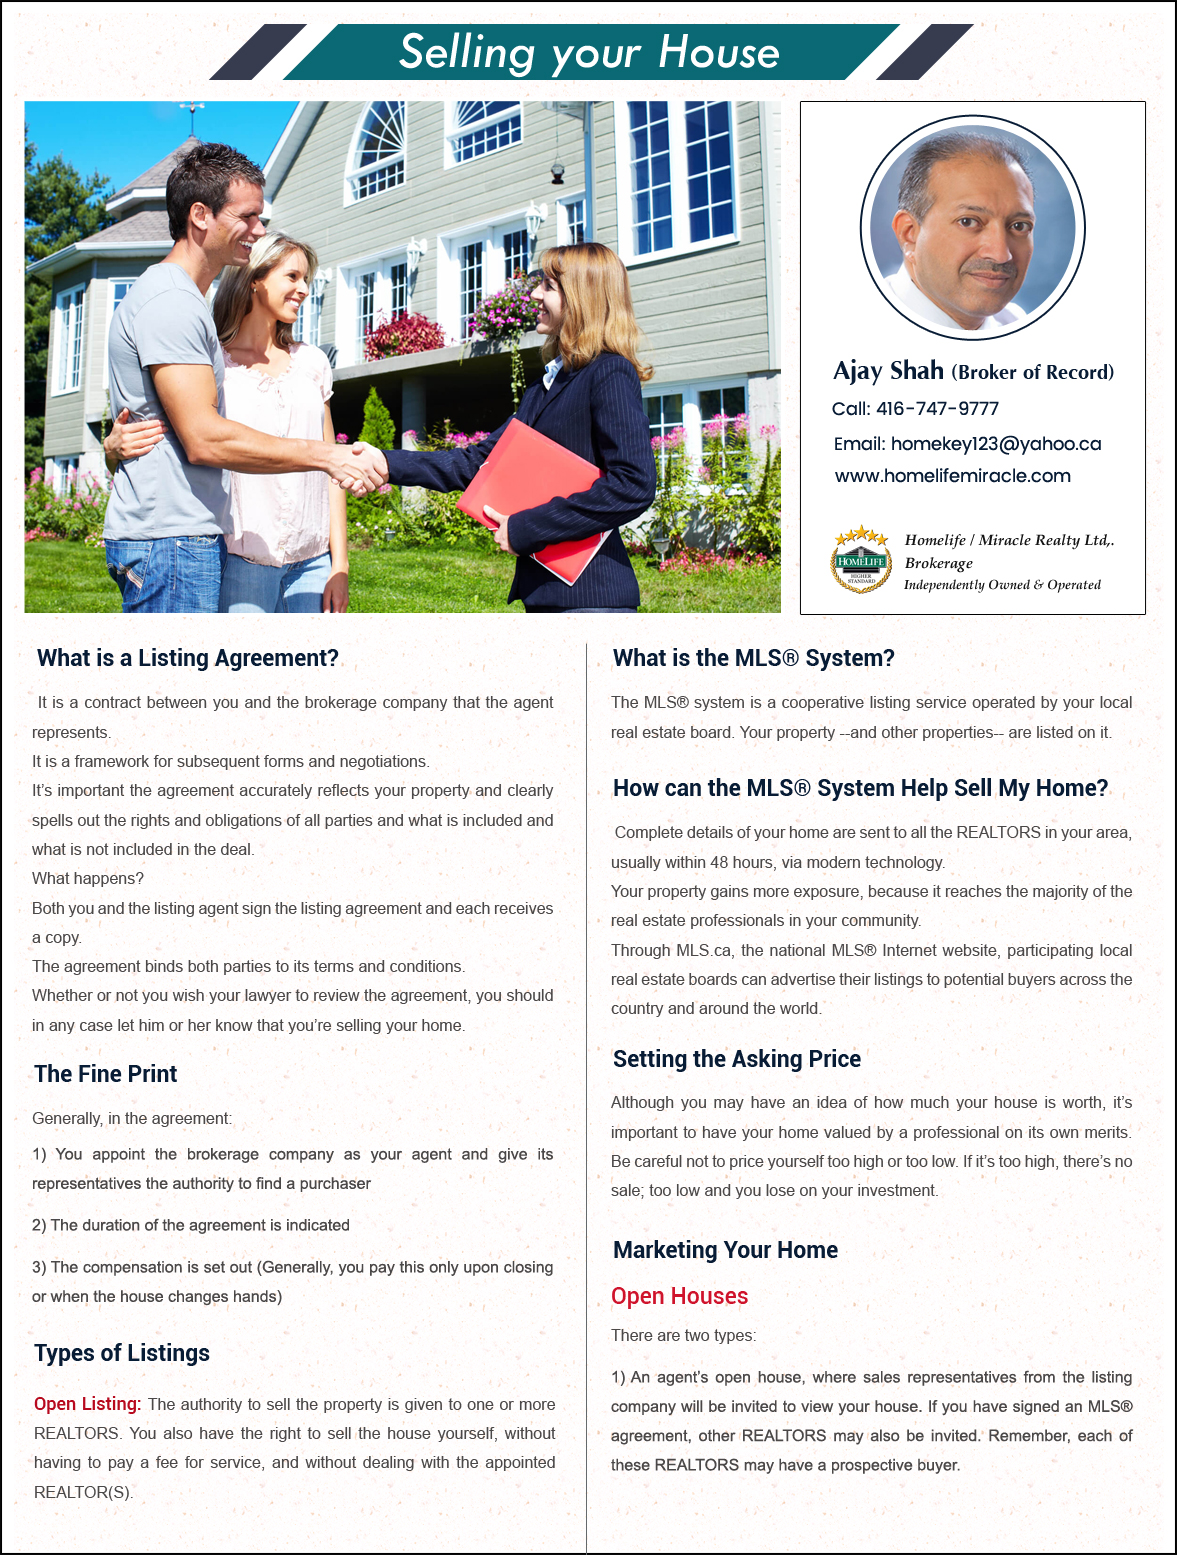 Selling your House
Ajay Shah (Broker of Record)
Call: 416-747-9777
Email: homekey123@yahoo.ca
www.homelifemiracle.com
HOMELIFE
HIGHER
STANDARD
Homelife / Miracle Realty Ltd,.
Brokerage
Independently Owned & Operated
What is a Listing Agreement?
It is a contract between you and the brokerage company that the agent
represents.
It is a framework for subsequent forms and negotiations.
It’s important the agreement accurately reflects your property and clearly
spells out the rights and obligations of all parties and what is included and
what is not included in the deal.
What happens?
Both you and the listing agent sign the listing agreement and each receives
a copy.
The agreement binds both parties to its terms and conditions.
Whether or not you wish your lawyer to review the agreement, you should
in any case let him or her know that you’re selling your home.
The Fine Print
Generally, in the agreement:
1) You appoint the brokerage company as your agent and give its
representatives the authority to find a purchaser
2) The duration of the agreement is indicated
3) The compensation is set out (Generally, you pay this only upon closing
or when the house changes hands)
Types of Listings
Open Listing: The authority to sell the property is given to one or more
REALTORS. You also have the right to sell the house yourself, without
having to pay a fee for service, and without dealing with the appointed
REALTOR(S).
What is the MLS® System?
The MLS® system is a cooperative listing service operated by your local
real estate board. Your property --and other properties-- are listed on it.
How can the MLS® System Help Sell My Home?
Complete details of your home are sent to all the REALTORS in your area,
usually within 48 hours, via modern technology.
Your property gains more exposure, because it reaches the majority of the
real estate professionals in your community.
Through MLS.ca, the national MLS® Internet website, participating local
real estate boards can advertise their listings to potential buyers across the
country and around the world.
Setting the Asking Price
Although you may have an idea of how much your house is worth, it’s
important to have your home valued by a professional on its own merits.
Be careful not to price yourself too high or too low. If it’s too high, there’s no
sale; too low and you lose on your investment.
Marketing Your Home
Open Houses
There are two types:
1) An agent’s open house, where sales representatives from the listing
company will be invited to view your house. If you have signed an MLS®
agreement, other REALTORS may also be invited. Remember, each of
these REALTORS may have a prospective buyer.